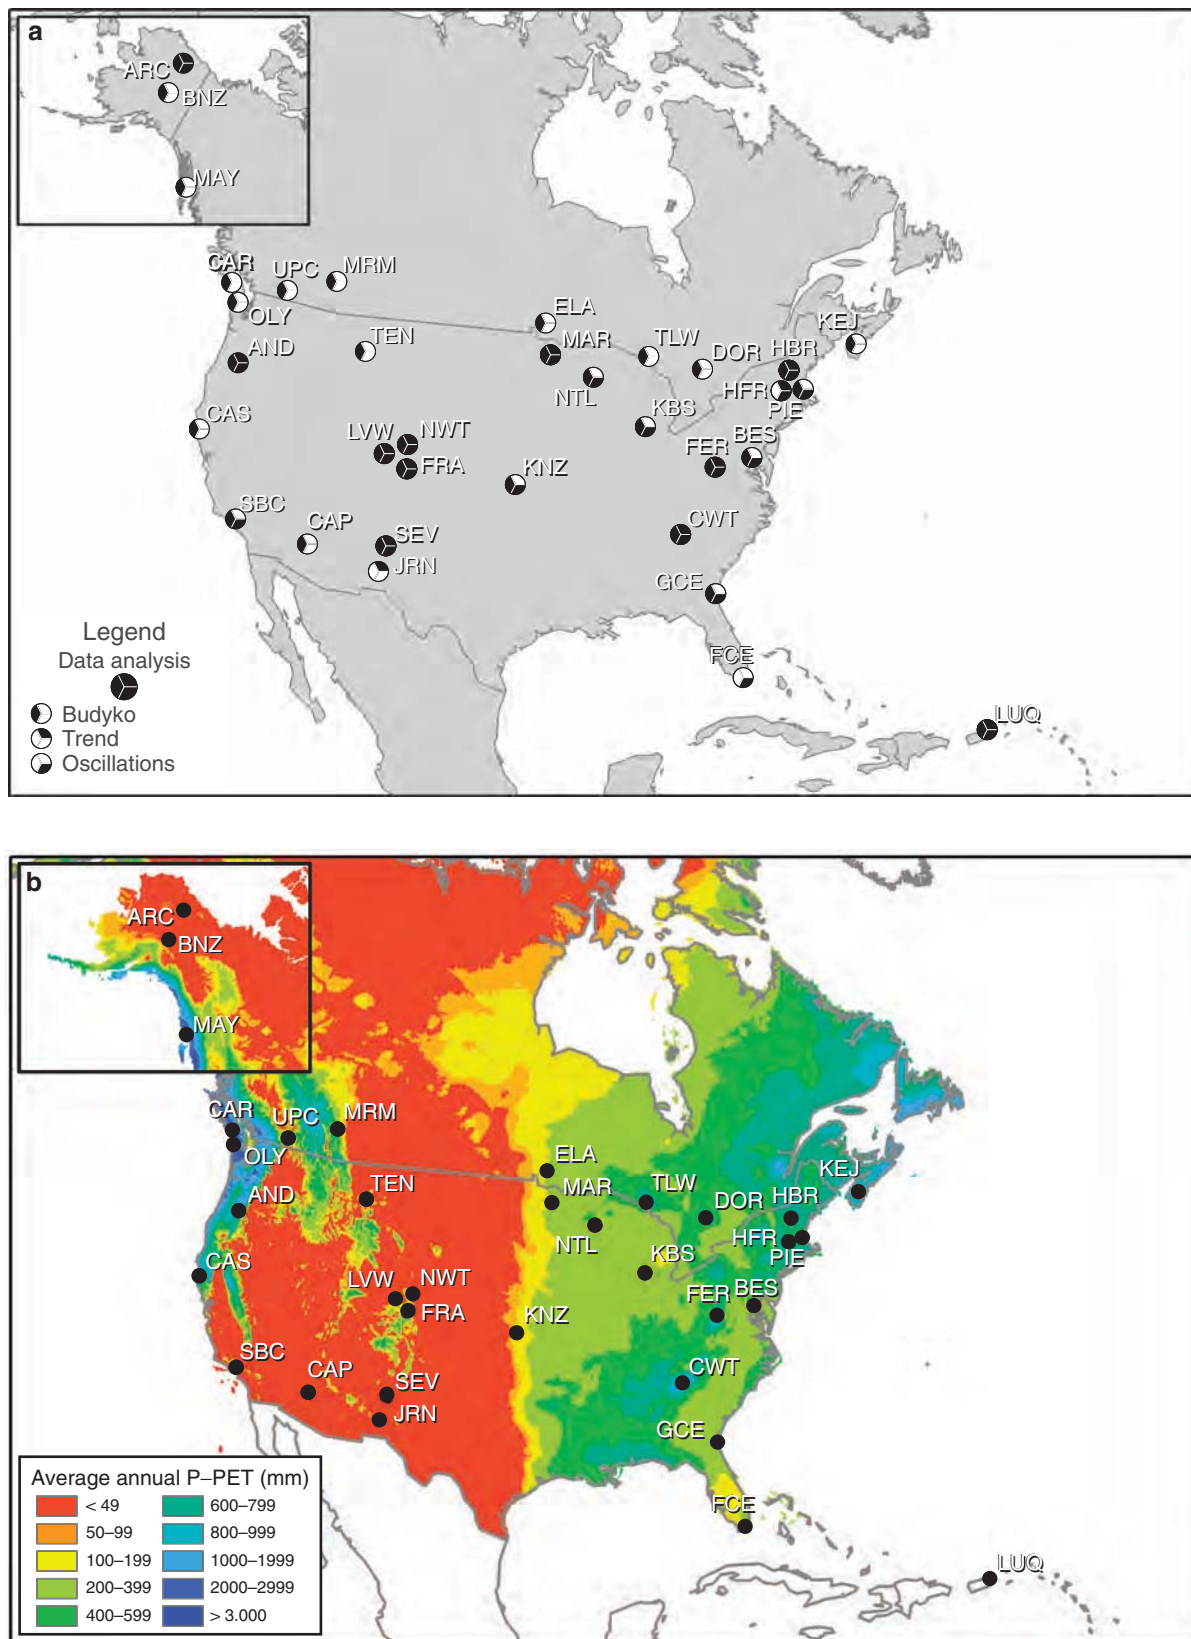 a
ARC
BNZ
MAY
CAR
UPC
MRM
OLY
ELA
KEJ
AND
TEN
MAR
TLW
DOR
HBR
NTL
HFR
PIE
CAS
KBS
LVW
NWT
BES
FER
FRA
KNZ
SBC
CAP
SEV
CWT
JRN
GCE
Legend
Data analysis
FCE
Budyko
LUQ
Trend
Oscillations
b
ARC
BNZ
MAY
CAR
UPC
MRM
OLY
ELA
KEJ
AND
TEN
MAR
TLW
DOR
HBR
NTL
HFR
PIE
CAS
KBS
LVW
NWT
BES
FER
FRA
KNZ
SBC
CAP
SEV
CWT
JRN
GCE
Average annual P–PET (mm)
< 49
600–799
FCE
50–99
800–999
100–199
1000–1999
LUQ
200–399
2000–2999
400–599
> 3.000